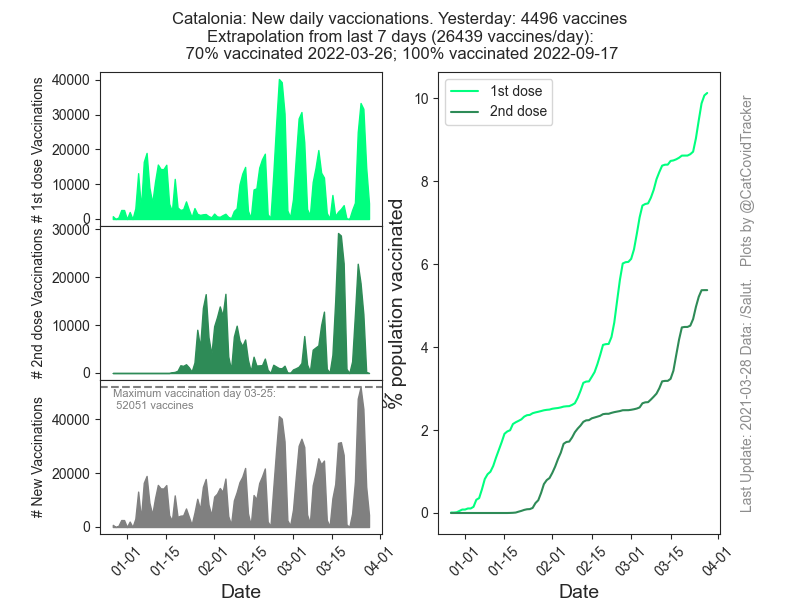 Catalonia: New daily vaccionations. Yesterday: 4496 vaccines
Extrapolation from last 7 days (26439 vaccines/day):
70% vaccinated 2022-03-26; 100% vaccinated 2022-09-17
# 1st dose Vaccinations
40000
30000
20000
10000
0
# 2nd dose Vaccinations
30000
20000
10000
0
# New Vaccinations
Maximum vaccination day 03-25:
52051 vaccines
40000
20000
0
01-01
01-15
02-01
02-15
03-01
03-15
04-01
Date
% population vaccinated
1st dose
2nd dose
10
8
6
4
2
0
01-01
01-15
02-01
02-15
03-01
03-15
04-01
Date
Last Update: 2021-03-28 Data: /Salut. Plots by @CatCovidTracker